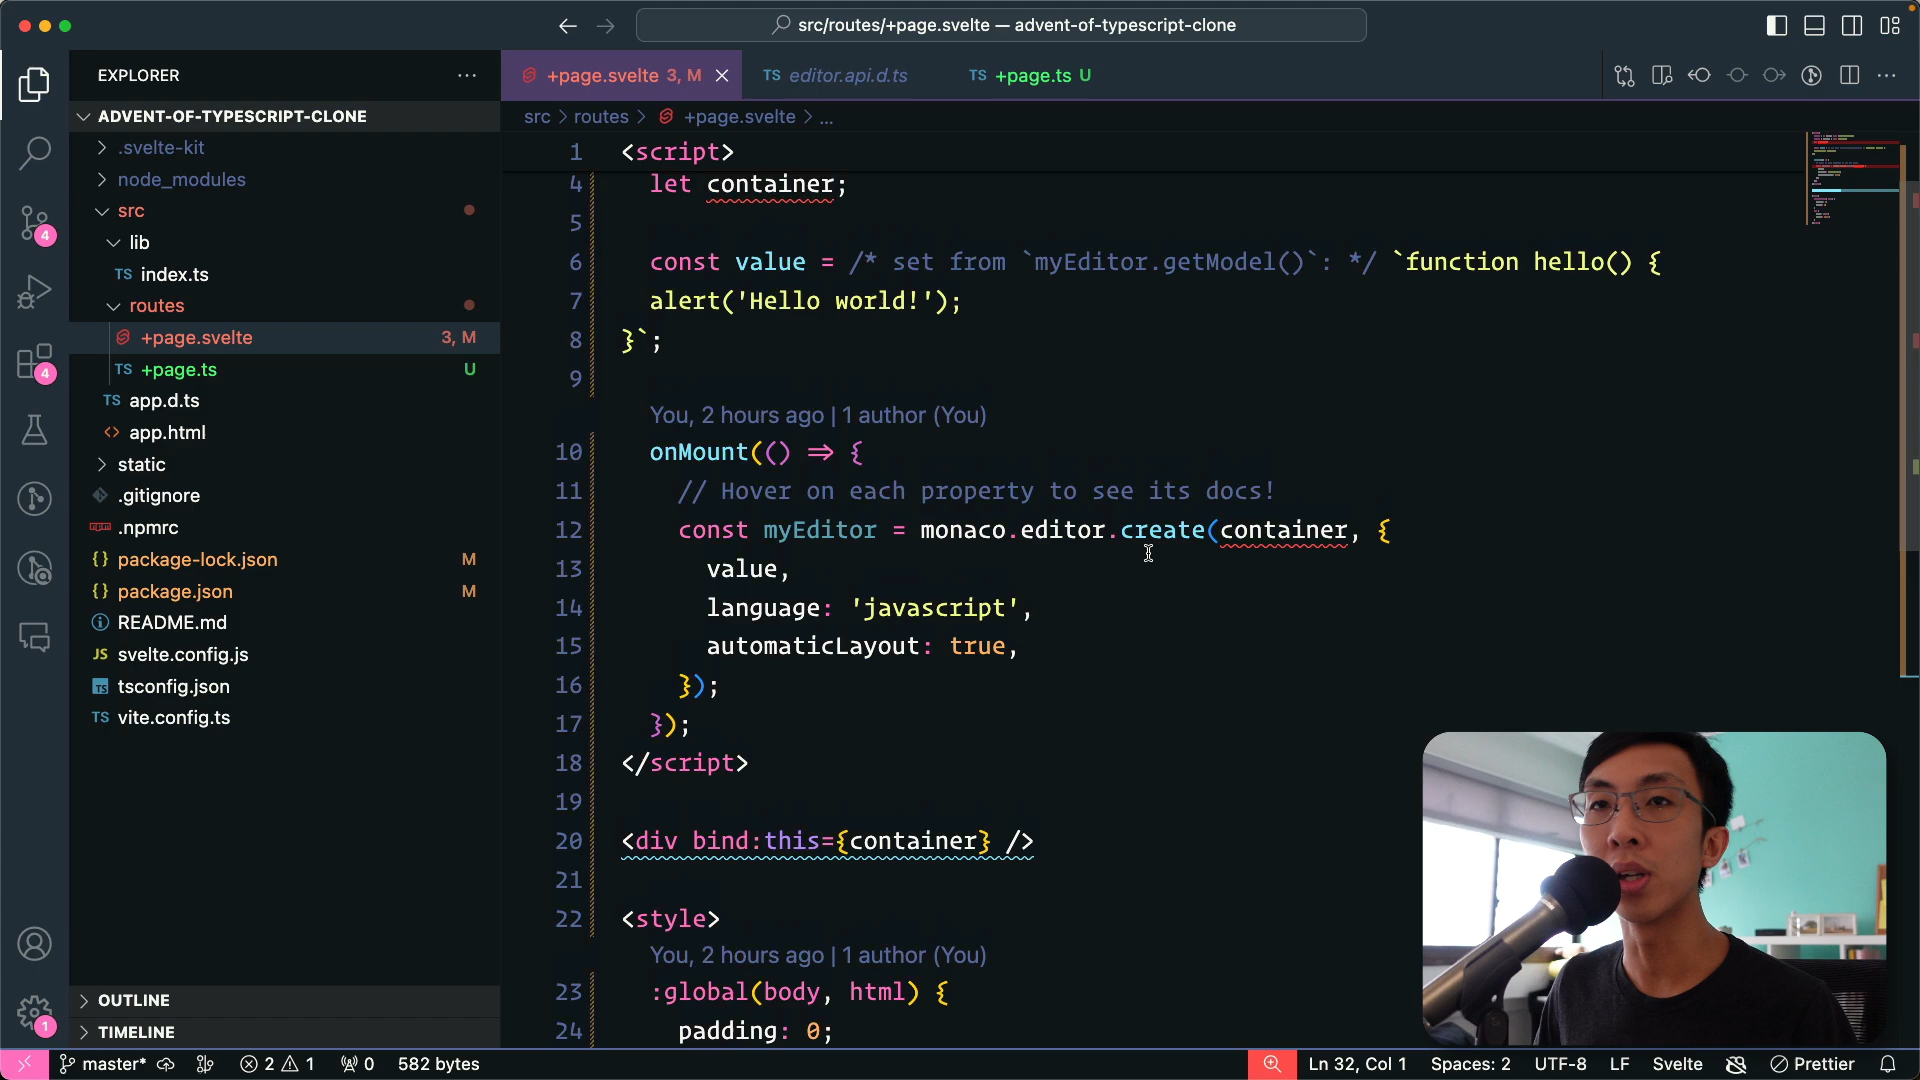 src/routes/+page.svelte — advent-of-typescript-clone
EXPLORER
ADVENT-OF-TYPESCRIPT-CLONE
.svelte-kit
node_modules
src
lib
TS index.ts
routes
+page.svelte 3, M
TS +page.ts U
TS app.d.ts
<> app.html
static
.gitignore
.npmrc
{} package-lock.json M
{} package.json M
README.md
JS svelte.config.js
TS tsconfig.json
TS vite.config.ts
OUTLINE
TIMELINE
4
4
1
+page.svelte 3, M
TS editor.api.d.ts
TS +page.ts U
src > routes > +page.svelte > ...
1 <script>
4 let container;
5
6 const value = /* set from `myEditor.getModel()`: */ `function hello() {
7 alert('Hello world!');
8 }`;
9
You, 2 hours ago | 1 author (You)
10 onMount(() => {
11 // Hover on each property to see its docs!
12 const myEditor = monaco.editor.create(container, {
13 value,
14 language: 'javascript',
15 automaticLayout: true,
16 });
17 });
18 </script>
19
20 <div bind:this={container} />
21
22 <style>
You, 2 hours ago | 1 author (You)
23 :global(body, html) {
24 padding: 0;
master* 2 1 0 582 bytes
Ln 32, Col 1 Spaces: 2 UTF-8 LF Svelte Prettier